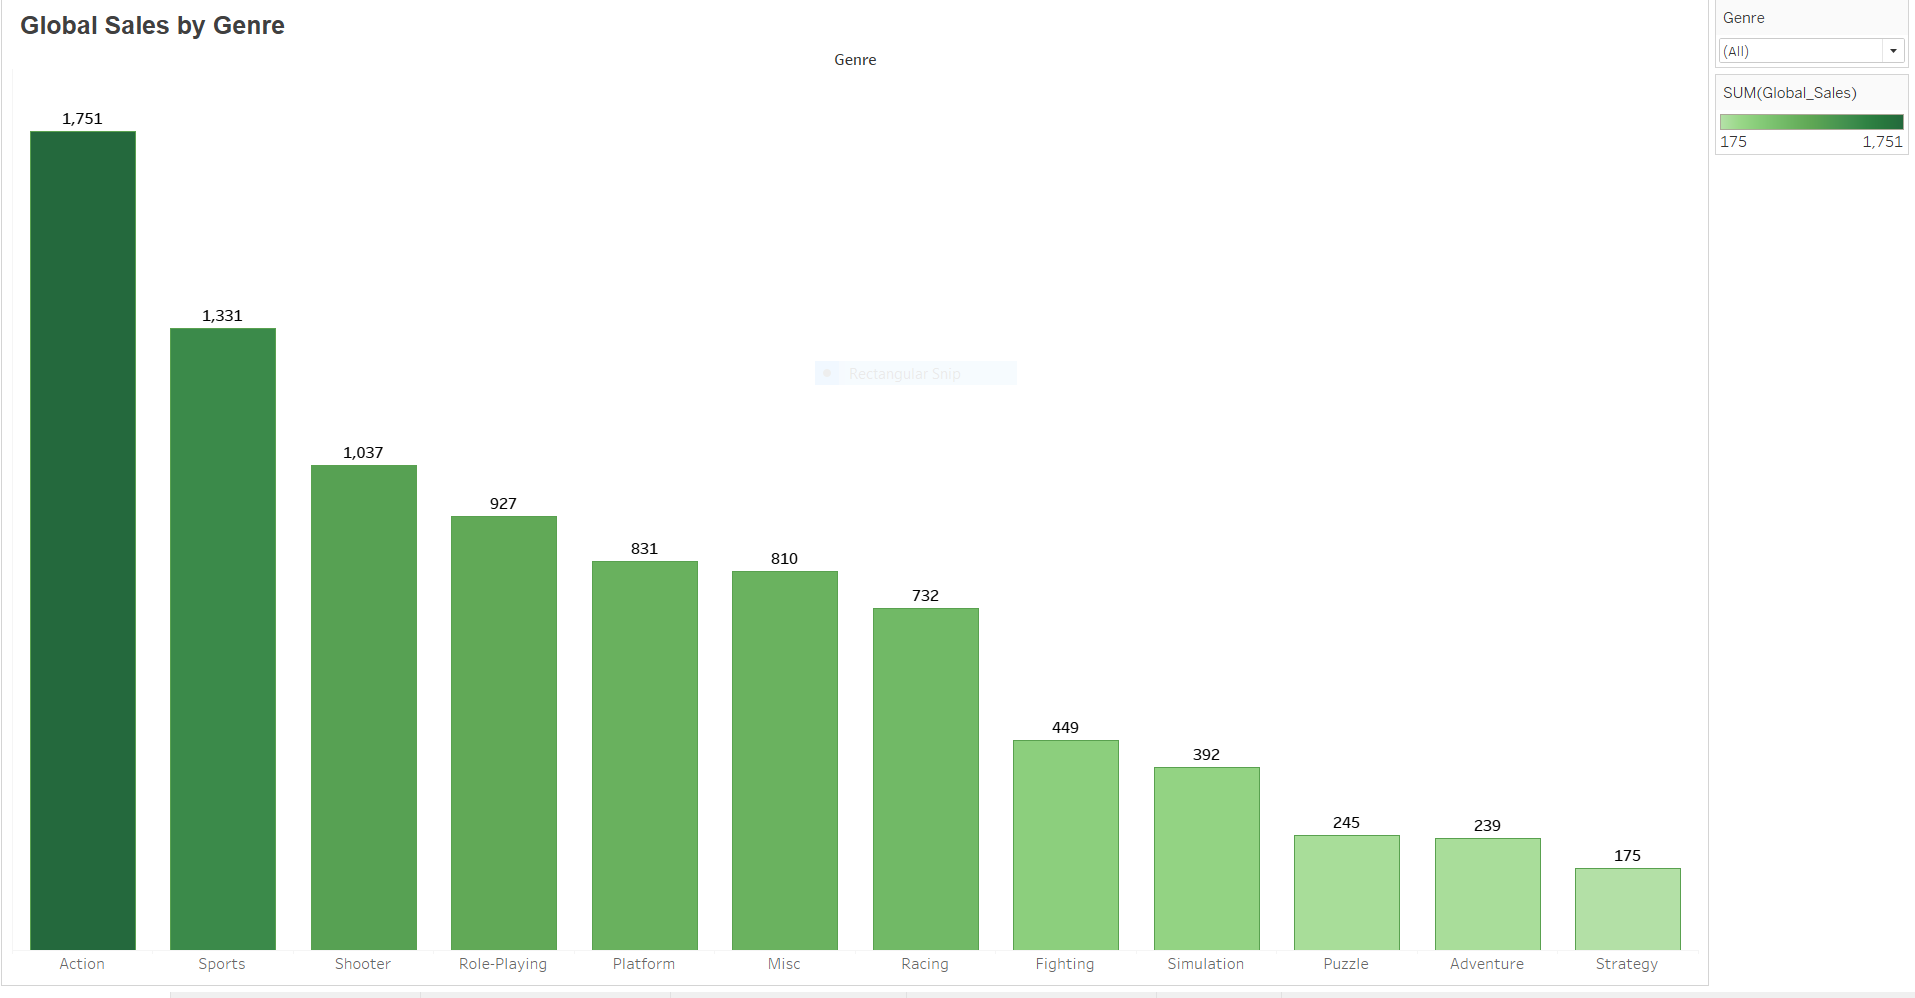 Global Sales by Genre
Genre
1,751
1,331
1,037
927
831
810
732
449
392
245
239
175
Rectangular Snip
Action
Sports
Shooter
Role-Playing
Platform
Misc
Racing
Fighting
Simulation
Puzzle
Adventure
Strategy
Genre
(All)
SUM(Global_Sales)
175 1,751